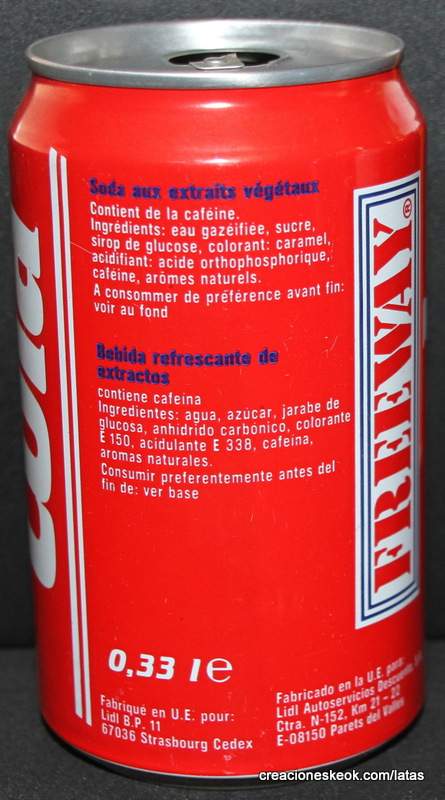 cola
Soda aux extraits végétaux
Contient de la caféine.
Ingrédients: eau gazéifiée, sucre,
sirop de glucose, colorant: caramel,
acidifiant: acide orthophosphorique,
caféine, arômes naturels.
A consommer de préférence avant fin:
voir au fond
Bebida refrescante de
extractos
contiene cafeina
Ingredientes: agua, azúcar, jarabe de
glucosa, anhidrido carbónico, colorante
E 150, acidulante E 338, cafeína,
aromas naturales.
Consumir preferentemente antes del
fin de: ver base
FREEWAY®
0,33 l e
Fabriqué en U.E. pour:
Lidl B.P. 11
67036 Strasbourg Cedex
Fabricado en la U.E. para:
Lidl Autoservicios Descuento,
Ctra. N-152, Km 21 - 22
E-08150 Parets del Vallés
creacioneskeok.com/latas